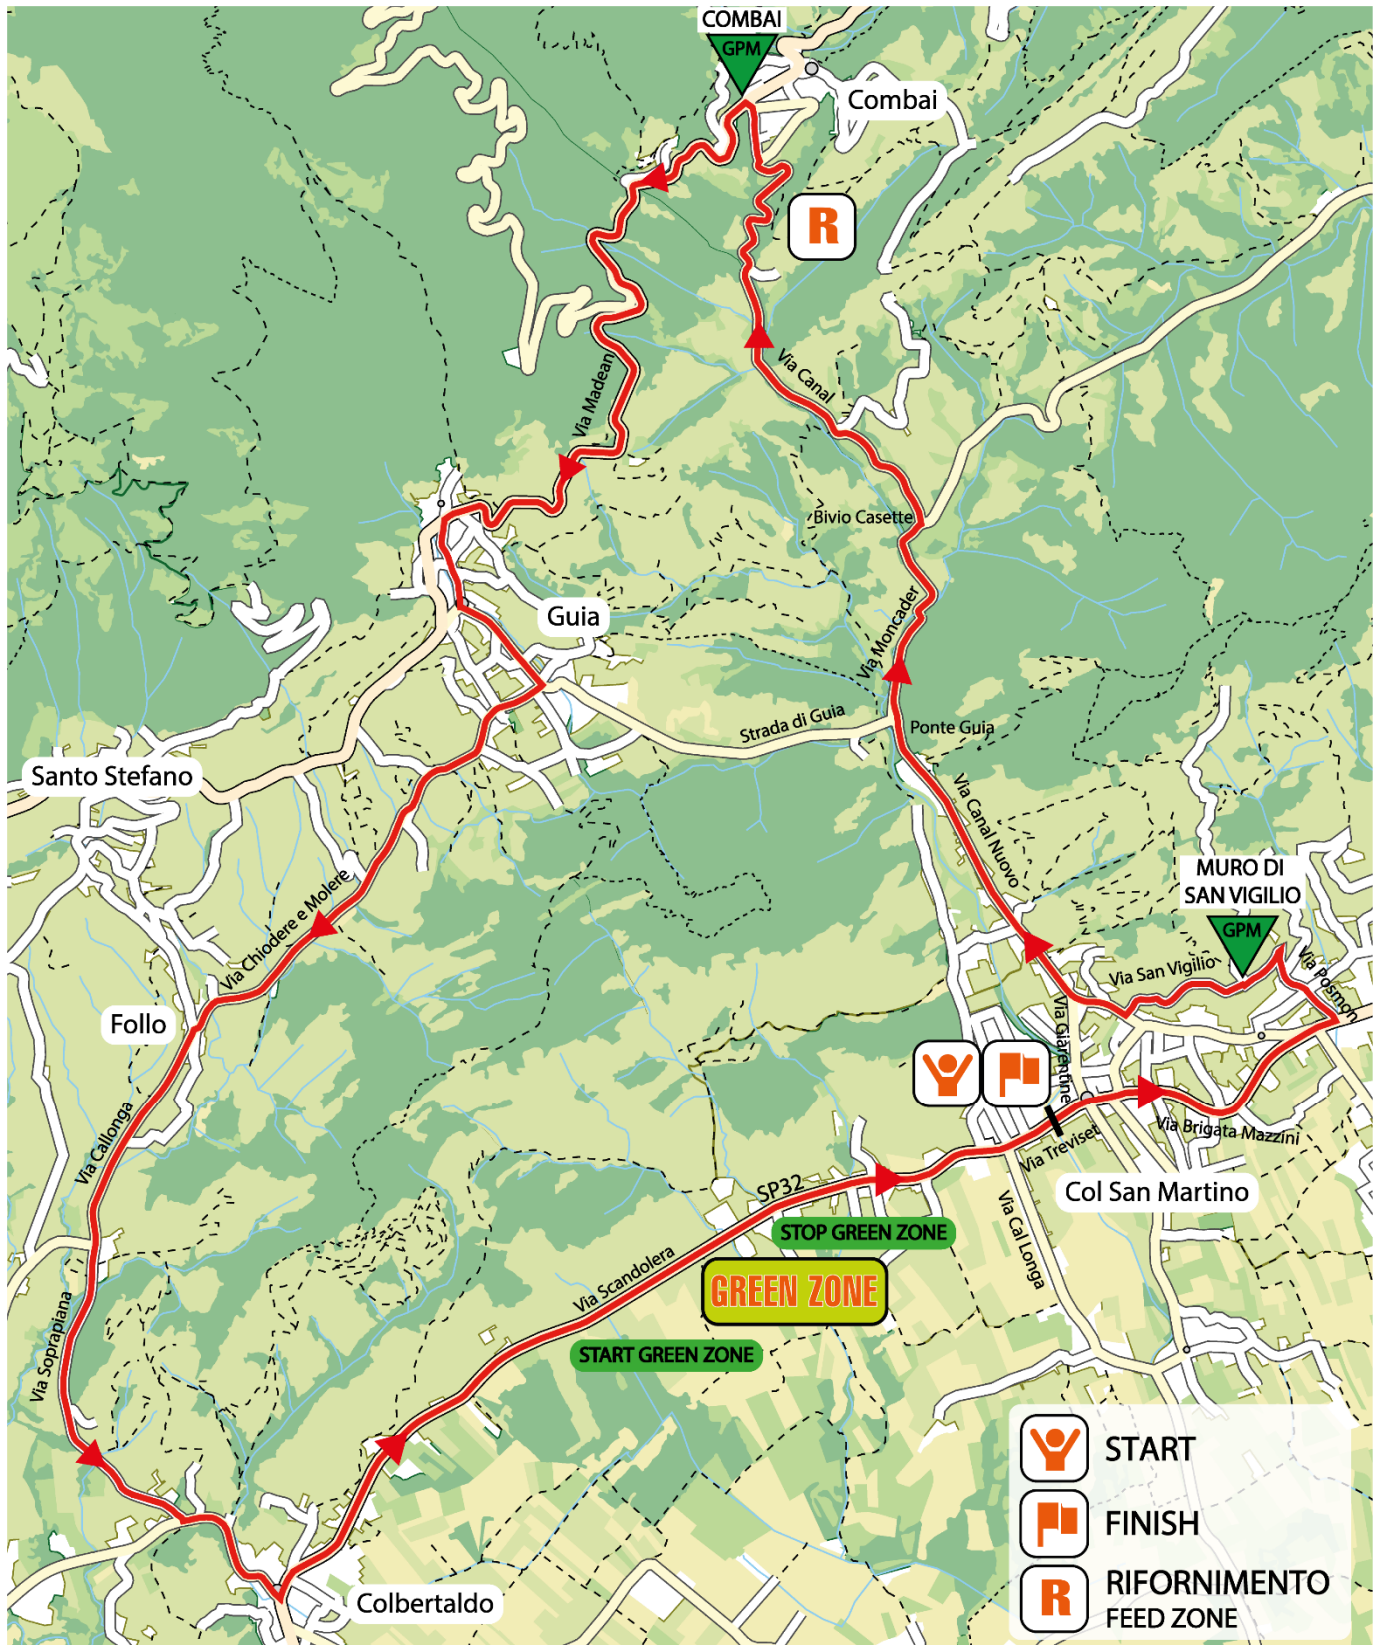 COMBAI
GPM
Combai
R
Via Madean
Via Canal
Bivio Casette
Guia
Via Moncader
Strada di Guia
Ponte Guia
Santo Stefano
Via Canal Nuovo
MURO DI
SAN VIGILIO
GPM
Via Chiodere e Molere
Via San Vigilio
Via Posmon
Follo
Via Giarentine
Via Callonga
Via Brigata Mazzini
Via Treviset
Col San Martino
SP32
Via Cal Longa
STOP GREEN ZONE
Via Scandolera
GREEN ZONE
Via Soprapiana
START GREEN ZONE
START
FINISH
Colbertaldo
R
RIFORNIMENTO
FEED ZONE